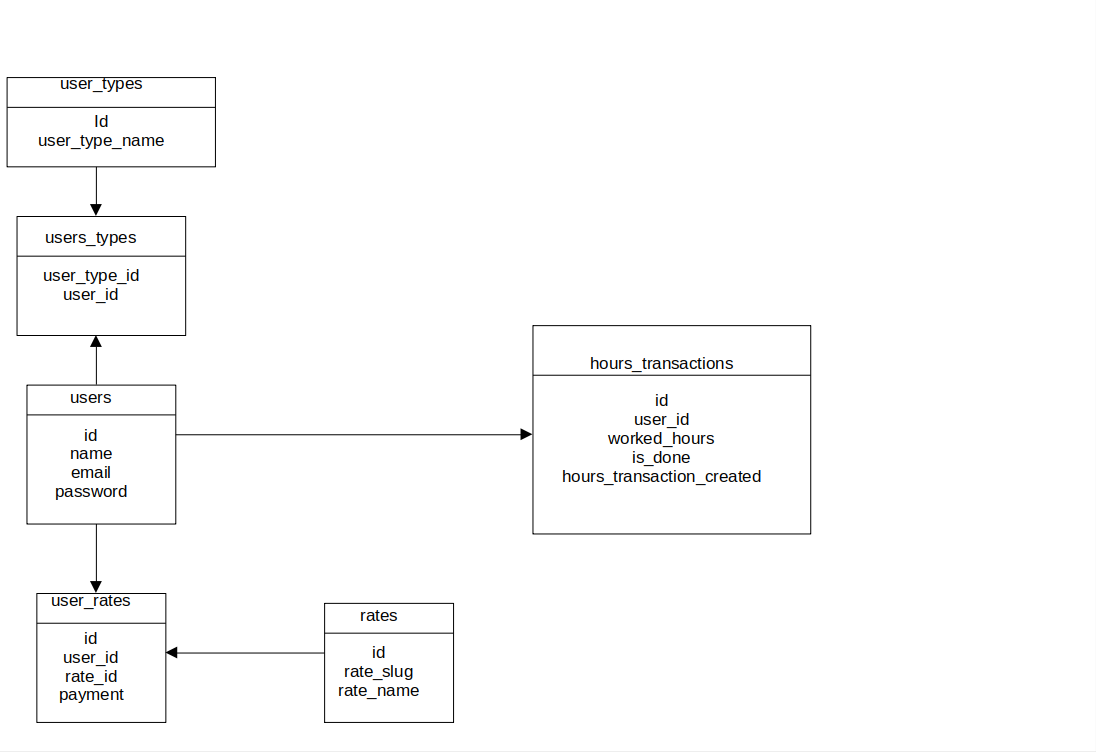 user_types
Id
user_type_name
users_types
user_type_id
user_id
users
id
name
email
password
hours_transactions
id
user_id
worked_hours
is_done
hours_transaction_created
user_rates
id
user_id
rate_id
payment
rates
id
rate_slug
rate_name